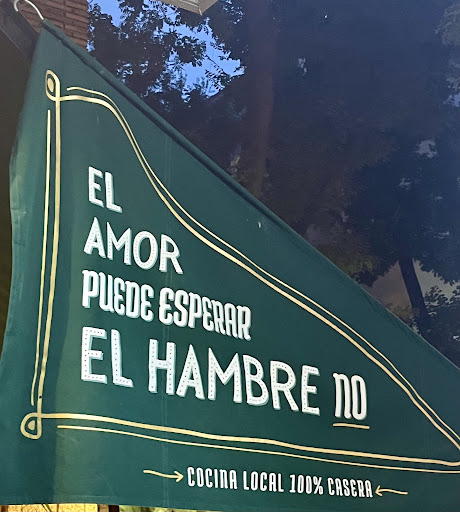 EL
AMOR
PUEDE ESPERAR
EL HAMBRE NO
COCINA LOCAL 100% CASERA